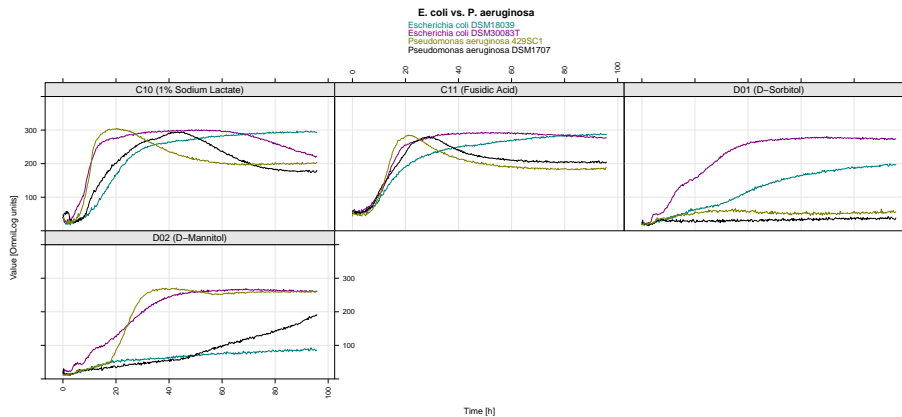 E. coli vs. P. aeruginosa
Escherichia coli DSM18039
Escherichia coli DSM30083T
Pseudomonas aeruginosa 429SC1
Pseudomonas aeruginosa DSM1707
0 20 40 60 80 100
C10 (1% Sodium Lactate) C11 (Fusidic Acid) D01 (D−Sorbitol)
300
200
100
D02 (D−Mannitol)
300
200
100
0 20 40 60 80 100
Value [OmniLog units]
Time [h]